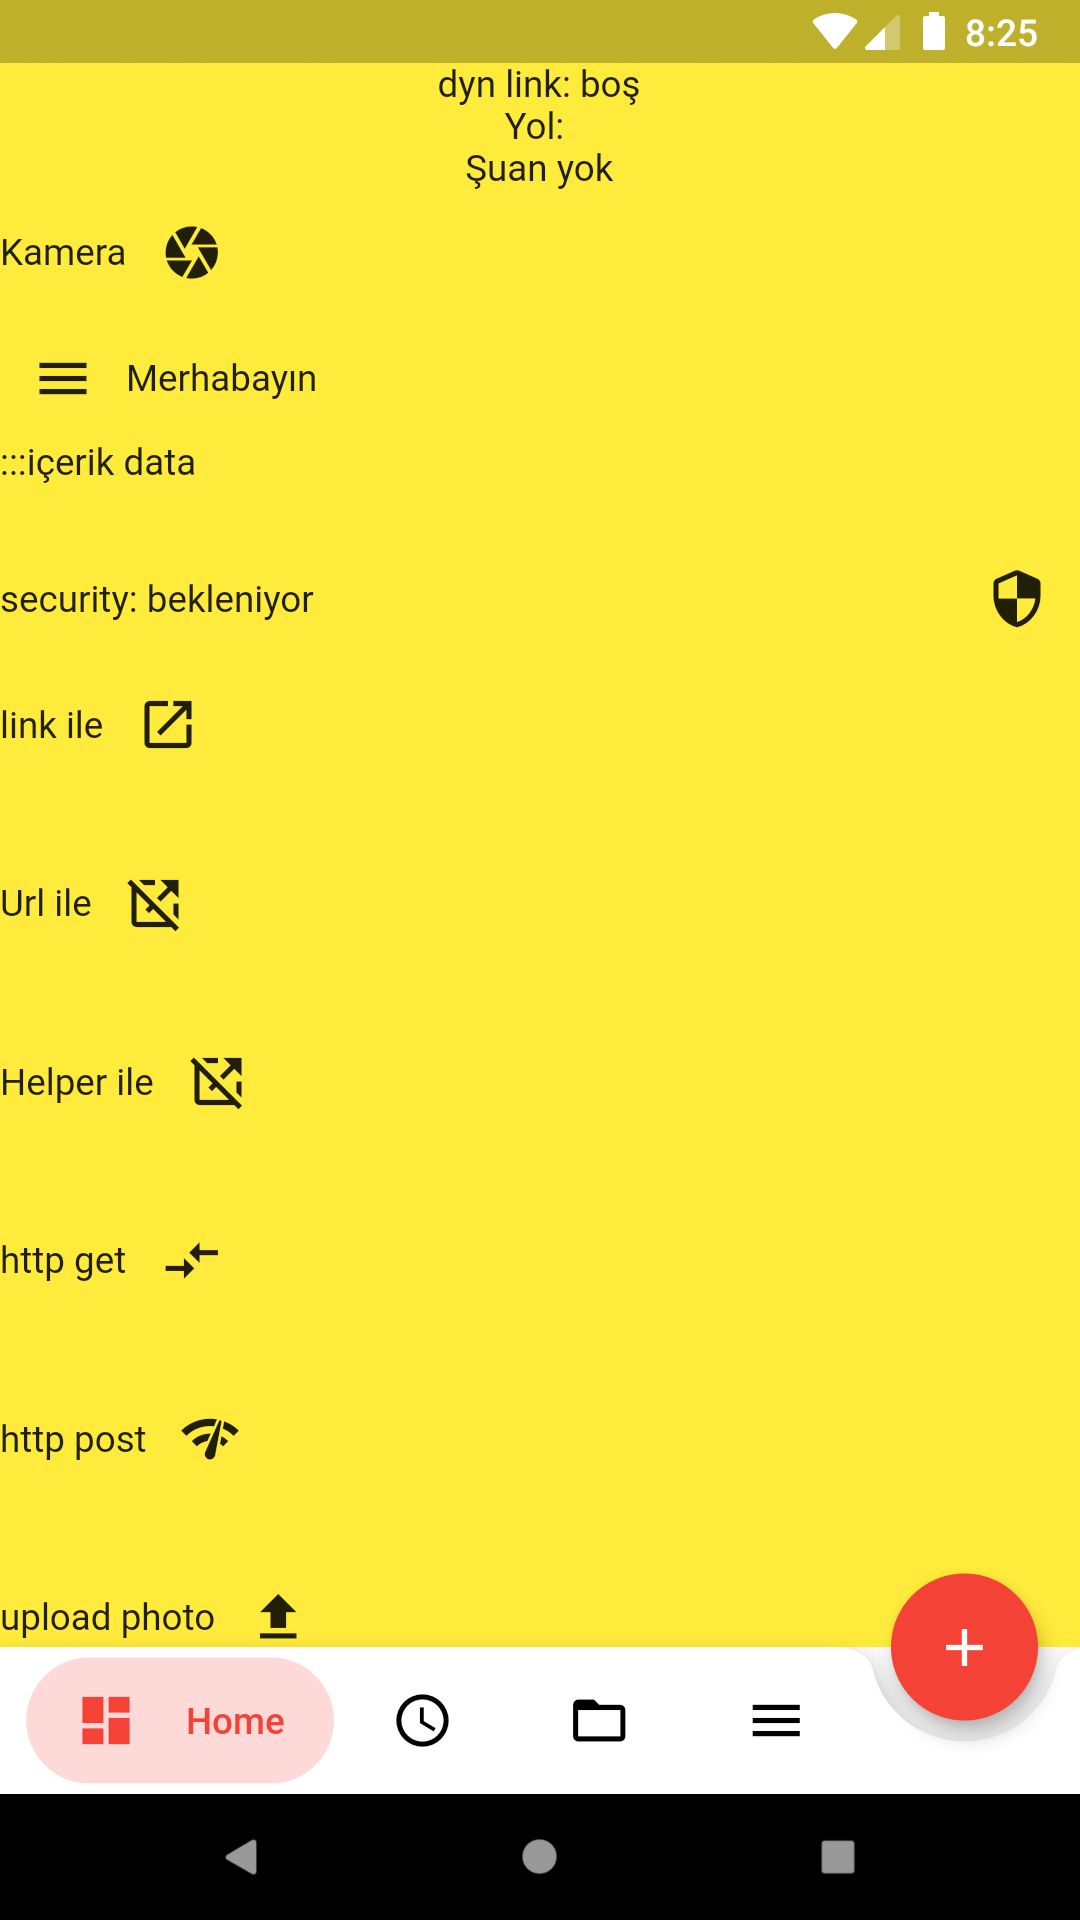 8:25
dyn link: boş
Yol:
Şuan yok
Kamera
Merhabayın
:::içerik data
security: bekleniyor
link ile
Url ile
Helper ile
http get
http post
upload photo
Home